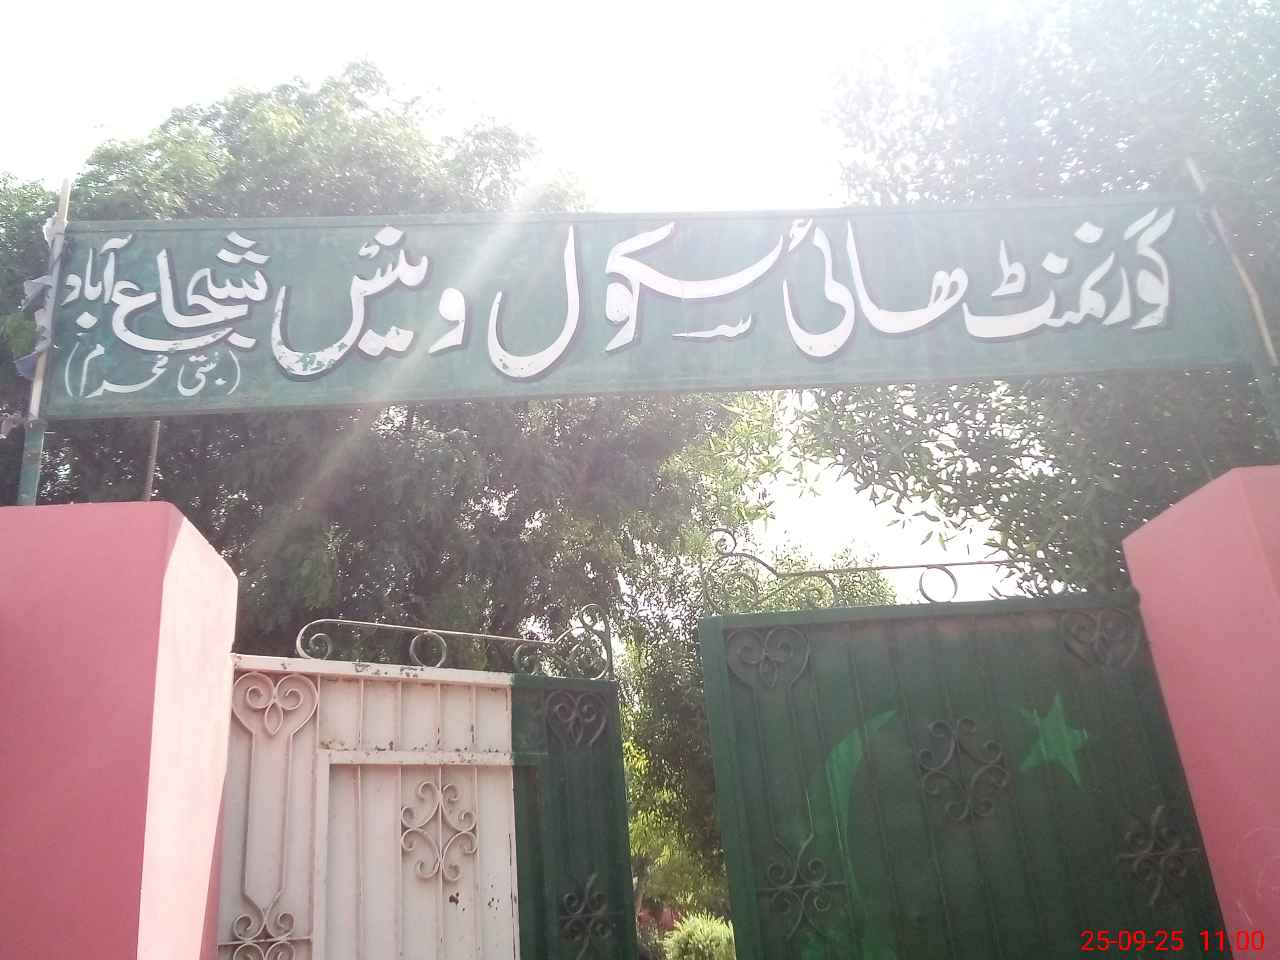 گورنمنٹ ھائی سکول وینس شجاع آباد
(بستی محرم)
25-09-25 11:00